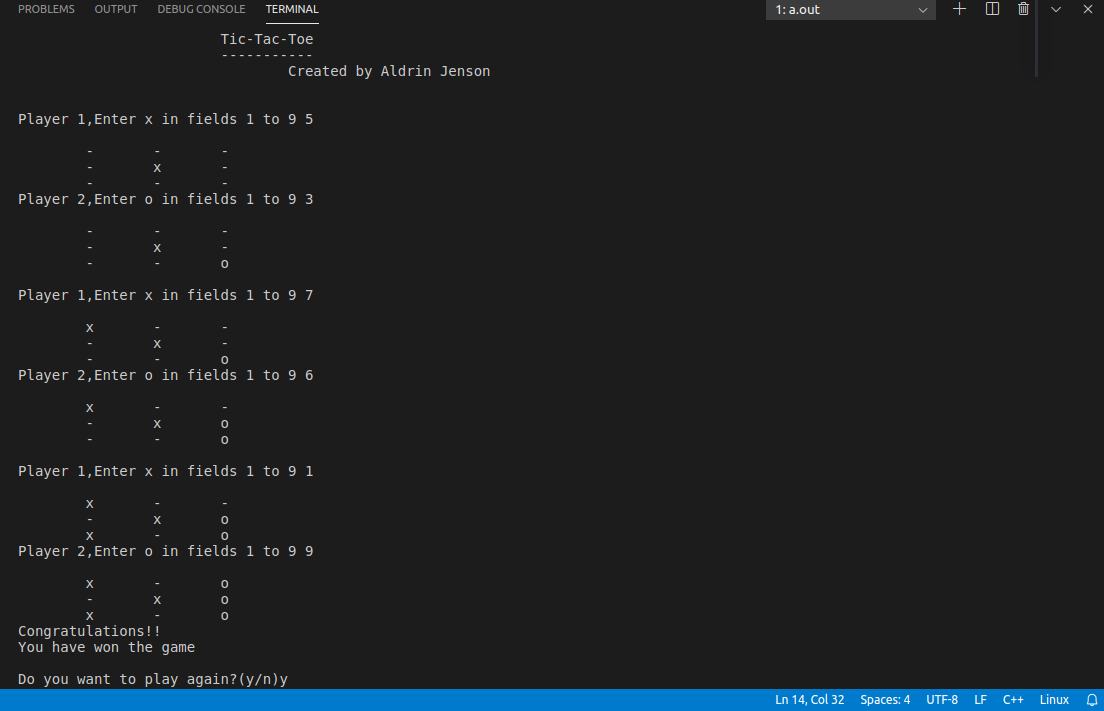 PROBLEMS OUTPUT DEBUG CONSOLE TERMINAL 1: a.out
Tic-Tac-Toe
-----------
Created by Aldrin Jenson
Player 1,Enter x in fields 1 to 9 5
- - -
- x -
- - -
Player 2,Enter o in fields 1 to 9 3
- - -
- x -
- - o
Player 1,Enter x in fields 1 to 9 7
x - -
- x -
- - o
Player 2,Enter o in fields 1 to 9 6
x - -
- x o
- - o
Player 1,Enter x in fields 1 to 9 1
x - -
- x o
x - o
Player 2,Enter o in fields 1 to 9 9
x - o
- x o
x - o
Congratulations!!
You have won the game
Do you want to play again?(y/n)y
Ln 14, Col 32 Spaces: 4 UTF-8 LF C++ Linux